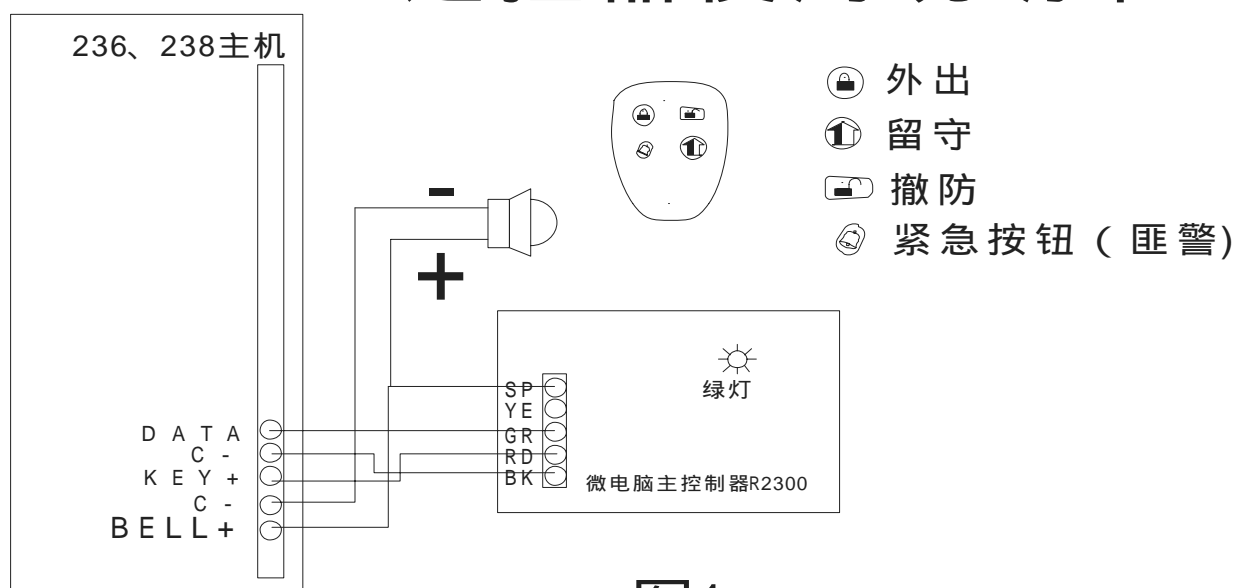 236、238主机
外出
留守
撤防
紧急按钮(匪警)
-
+
绿灯
SP
YE
GR
RD
BK
微电脑主控制器R2300
DATA
C-
KEY+
C-
BELL+